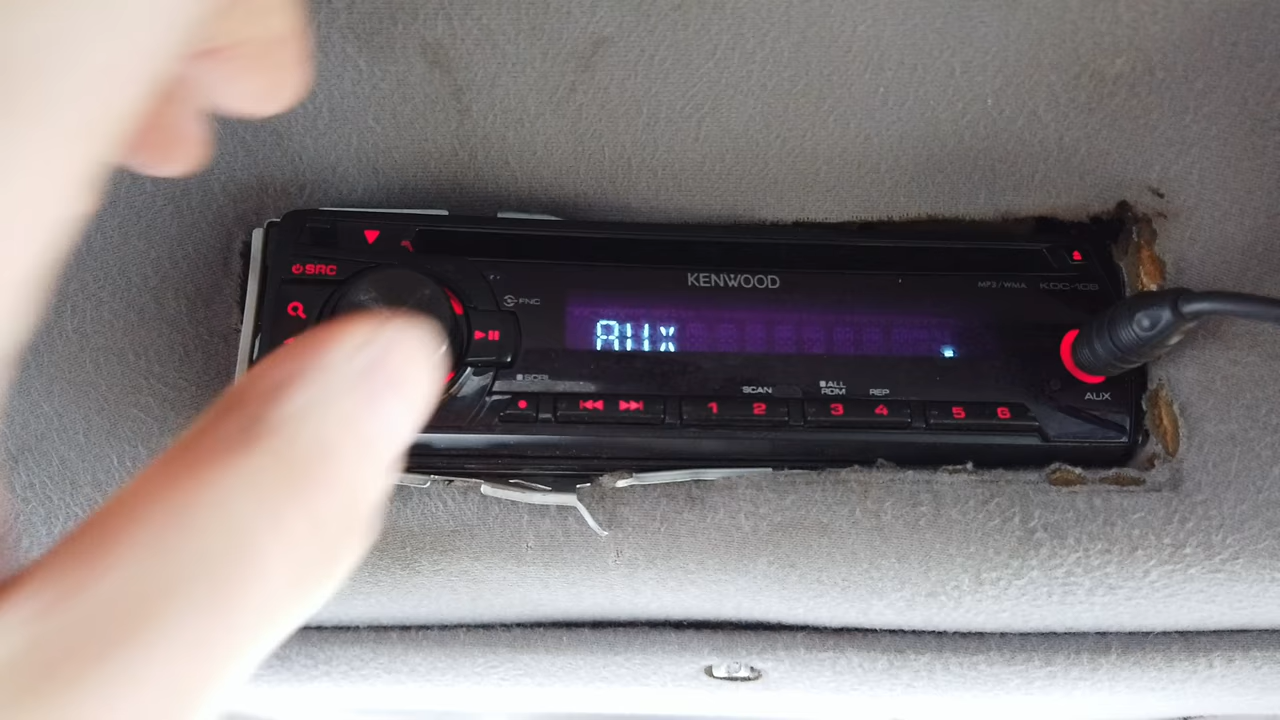 SRC
KENWOOD
MP3/WMA KDC-108
FNC
AUX
SCRL
SCAN
ALL
RDM
REP
1 2 3 4 5 6
AUX